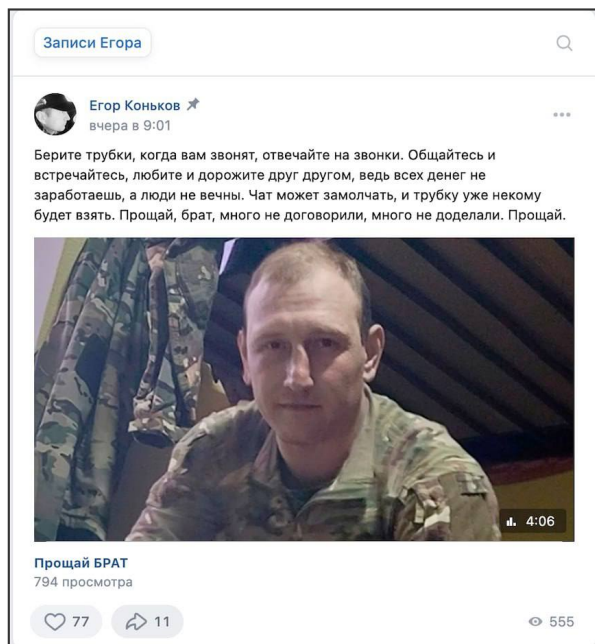 Записи Егора
Егор Коньков
вчера в 9:01
Берите трубки, когда вам звонят, отвечайте на звонки. Общайтесь и
встречайтесь, любите и дорожите друг другом, ведь всех денег не
заработаешь, а люди не вечны. Чат может замолчать, и трубку уже некому
будет взять. Прощай, брат, много не договорили, много не доделали. Прощай.
4:06
Прощай БРАТ
794 просмотра
77
11
555